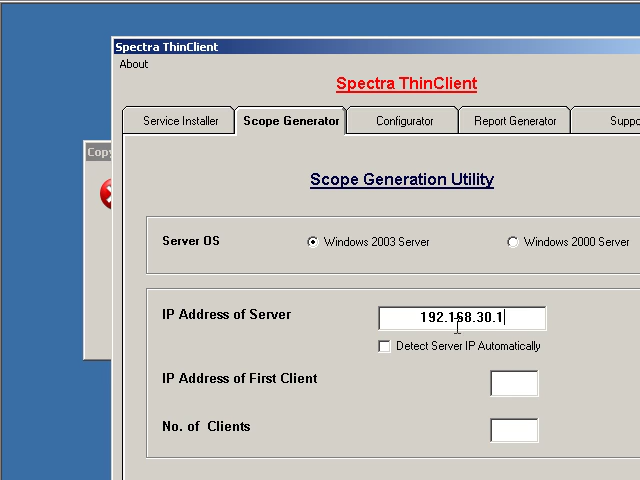 Spectra ThinClient
About
Spectra ThinClient
Service Installer Scope Generator Configurator Report Generator Suppo
Copy
Scope Generation Utility
Server OS Windows 2003 Server Windows 2000 Server
IP Address of Server 192.168.30.1
Detect Server IP Automatically
IP Address of First Client
No. of Clients